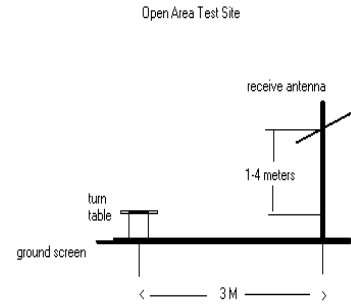 Open Area Test Site
receive antenna
1-4 meters
turn
table
ground screen
3 M